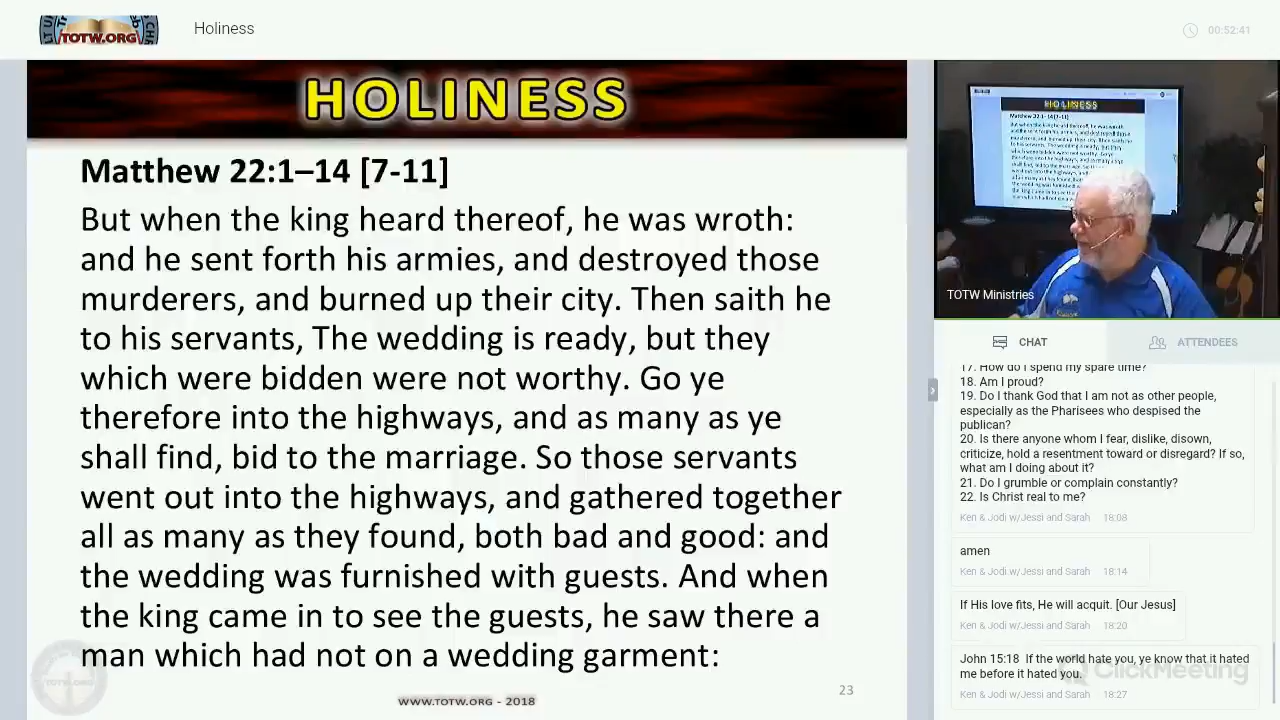 TOTW.ORG
Holiness
00:52:41
HOLINESS
Matthew 22:1–14 [7-11]
But when the king heard thereof, he was wroth:
and he sent forth his armies, and destroyed those
murderers, and burned up their city. Then saith he
to his servants, The wedding is ready, but they
which were bidden were not worthy. Go ye
therefore into the highways, and as many as ye
shall find, bid to the marriage. So those servants
went out into the highways, and gathered together
all as many as they found, both bad and good: and
the wedding was furnished with guests. And when
the king came in to see the guests, he saw there a
man which had not on a wedding garment:
WWW.TOTW.ORG - 2018
23
HOLINESS
Matthew 22:1-14 [7-11]
TOTW Ministries
CHAT
ATTENDEES
17. How do I spend my spare time?
18. Am I proud?
19. Do I thank God that I am not as other people,
especially as the Pharisees who despised the
publican?
20. Is there anyone whom I fear, dislike, disown,
criticize, hold a resentment toward or disregard? If so,
what am I doing about it?
21. Do I grumble or complain constantly?
22. Is Christ real to me?
Ken & Jodi w/Jessi and Sarah 18:08
amen
Ken & Jodi w/Jessi and Sarah 18:14
If His love fits, He will acquit. [Our Jesus]
Ken & Jodi w/Jessi and Sarah 18:20
John 15:18 If the world hate you, ye know that it hated
me before it hated you.
Ken & Jodi w/Jessi and Sarah 18:27
ClickMeeting